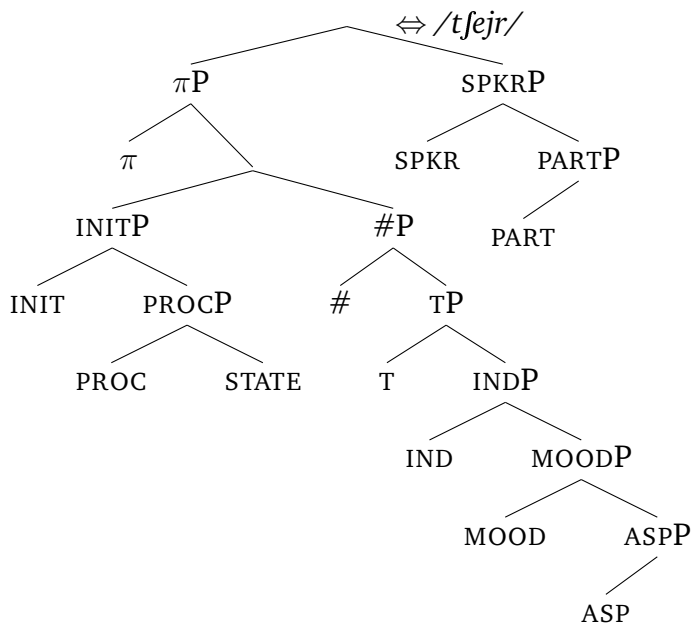 ⇔ /tʃejr/
πP SPKRP
π SPKR PARTP
INITP #P PART
INIT PROCP # TP
PROC STATE T INDP
IND MOODP
MOOD ASPP
ASP